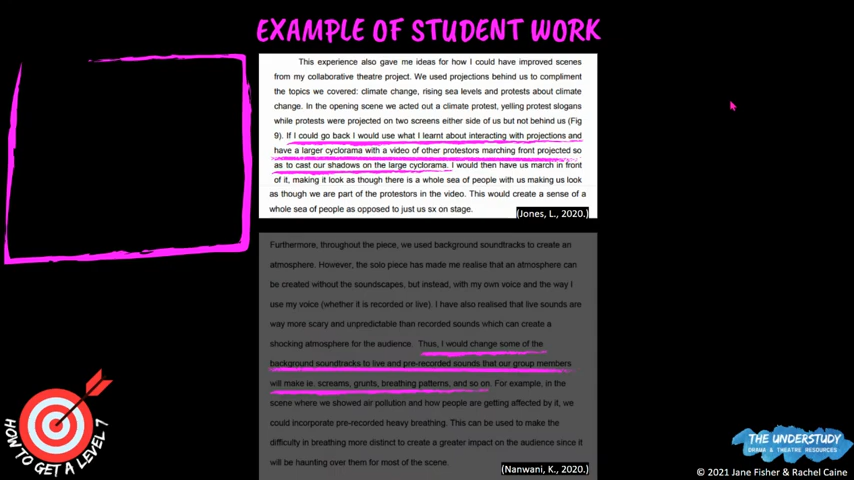 EXAMPLE OF STUDENT WORK
This experience also gave me ideas for how I could have improved scenes
from my collaborative theatre project. We used projections behind us to compliment
the topics we covered: climate change, rising sea levels and protests about climate
change. In the opening scene we acted out a climate protest, yelling protest slogans
while protests were projected on two screens either side of us but not behind us (Fig
9). If I could go back I would use what I learnt about interacting with projections and
have a larger cyclorama with a video of other protestors marching front projected so
as to cast our shadows on the large cyclorama. I would then have us march in front
of it, making it look as though there is a whole sea of people with us making us look
as though we are part of the protestors in the video. This would create a sense of a
whole sea of people as opposed to just us sx on stage.
(Jones, L., 2020.)
Furthermore, throughout the piece, we used background soundtracks to create an
atmosphere. However, the solo piece has made me realise that an atmosphere can
be created without the soundscapes, but instead, with my own voice and the way I
use my voice (whether it is recorded or live). I have also realised that live sounds are
way more scary and unpredictable than recorded sounds which can create a
shocking atmosphere for the audience. Thus, I would change some of the
background soundtracks to live and pre-recorded sounds that our group members
will make ie. screams, grunts, breathing patterns, and so on. For example, in the
scene where we showed air pollution and how people are getting affected by it, we
could incorporate pre-recorded heavy breathing. This can be used to make the
difficulty in breathing more distinct to create a greater impact on the audience since it
will be haunting over them for most of the scene.
(Nanwani, K., 2020.)
HOW TO GET A LEVEL 7
THE UNDERSTUDY
DRAMA & THEATRE RESOURCES
© 2021 Jane Fisher & Rachel Caine